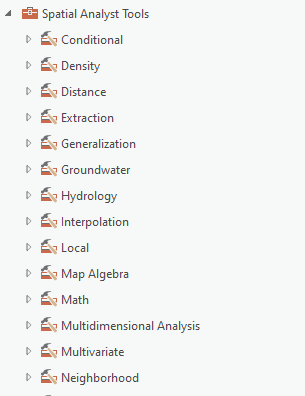 Spatial Analyst Tools
Conditional
Density
Distance
Extraction
Generalization
Groundwater
Hydrology
Interpolation
Local
Map Algebra
Math
Multidimensional Analysis
Multivariate
Neighborhood